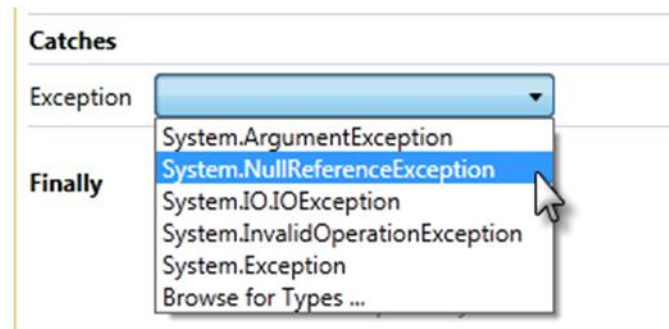 Catches
Exception
System.ArgumentException
System.NullReferenceException
Finally
System.IO.IOException
System.InvalidOperationException
System.Exception
Browse for Types ...